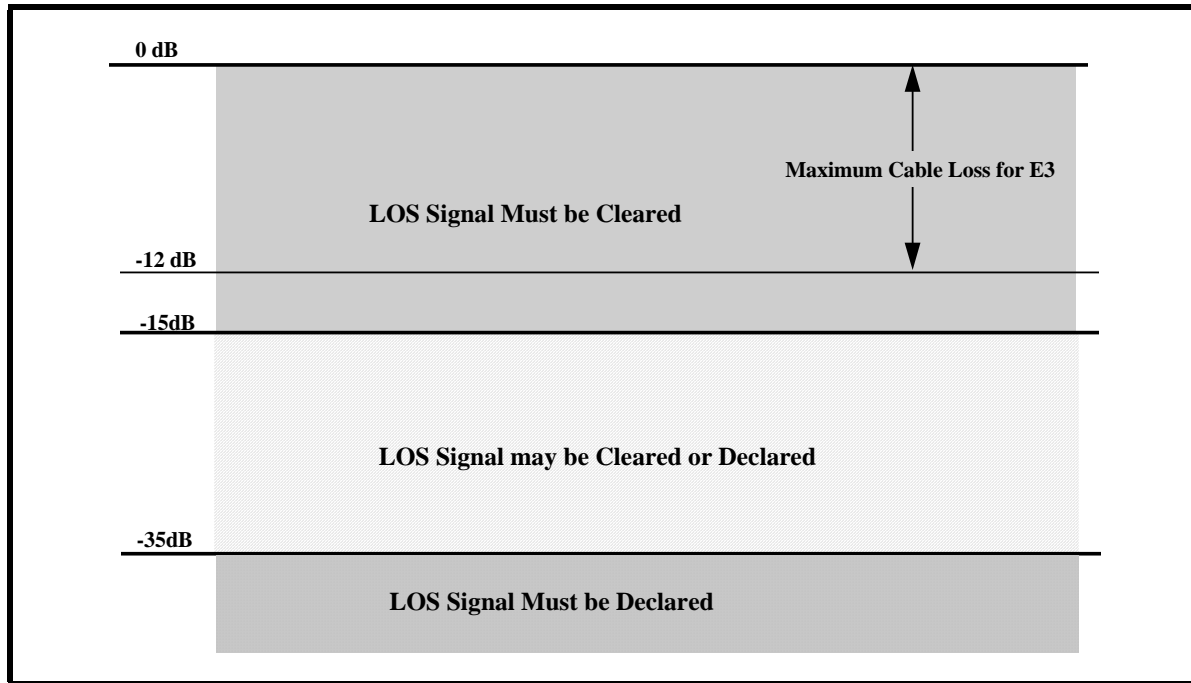 0 dB
Maximum Cable Loss for E3
LOS Signal Must be Cleared
-12 dB
-15dB
LOS Signal may be Cleared or Declared
-35dB
LOS Signal Must be Declared